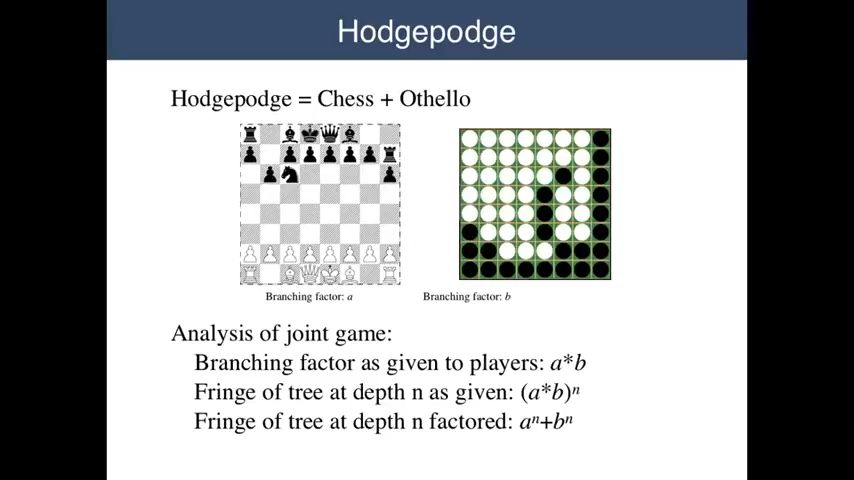 Hodgepodge
Hodgepodge = Chess + Othello
Branching factor: a
Branching factor: b
Analysis of joint game:
Branching factor as given to players: a*b
Fringe of tree at depth n as given: (a*b)ⁿ
Fringe of tree at depth n factored: aⁿ+bⁿ